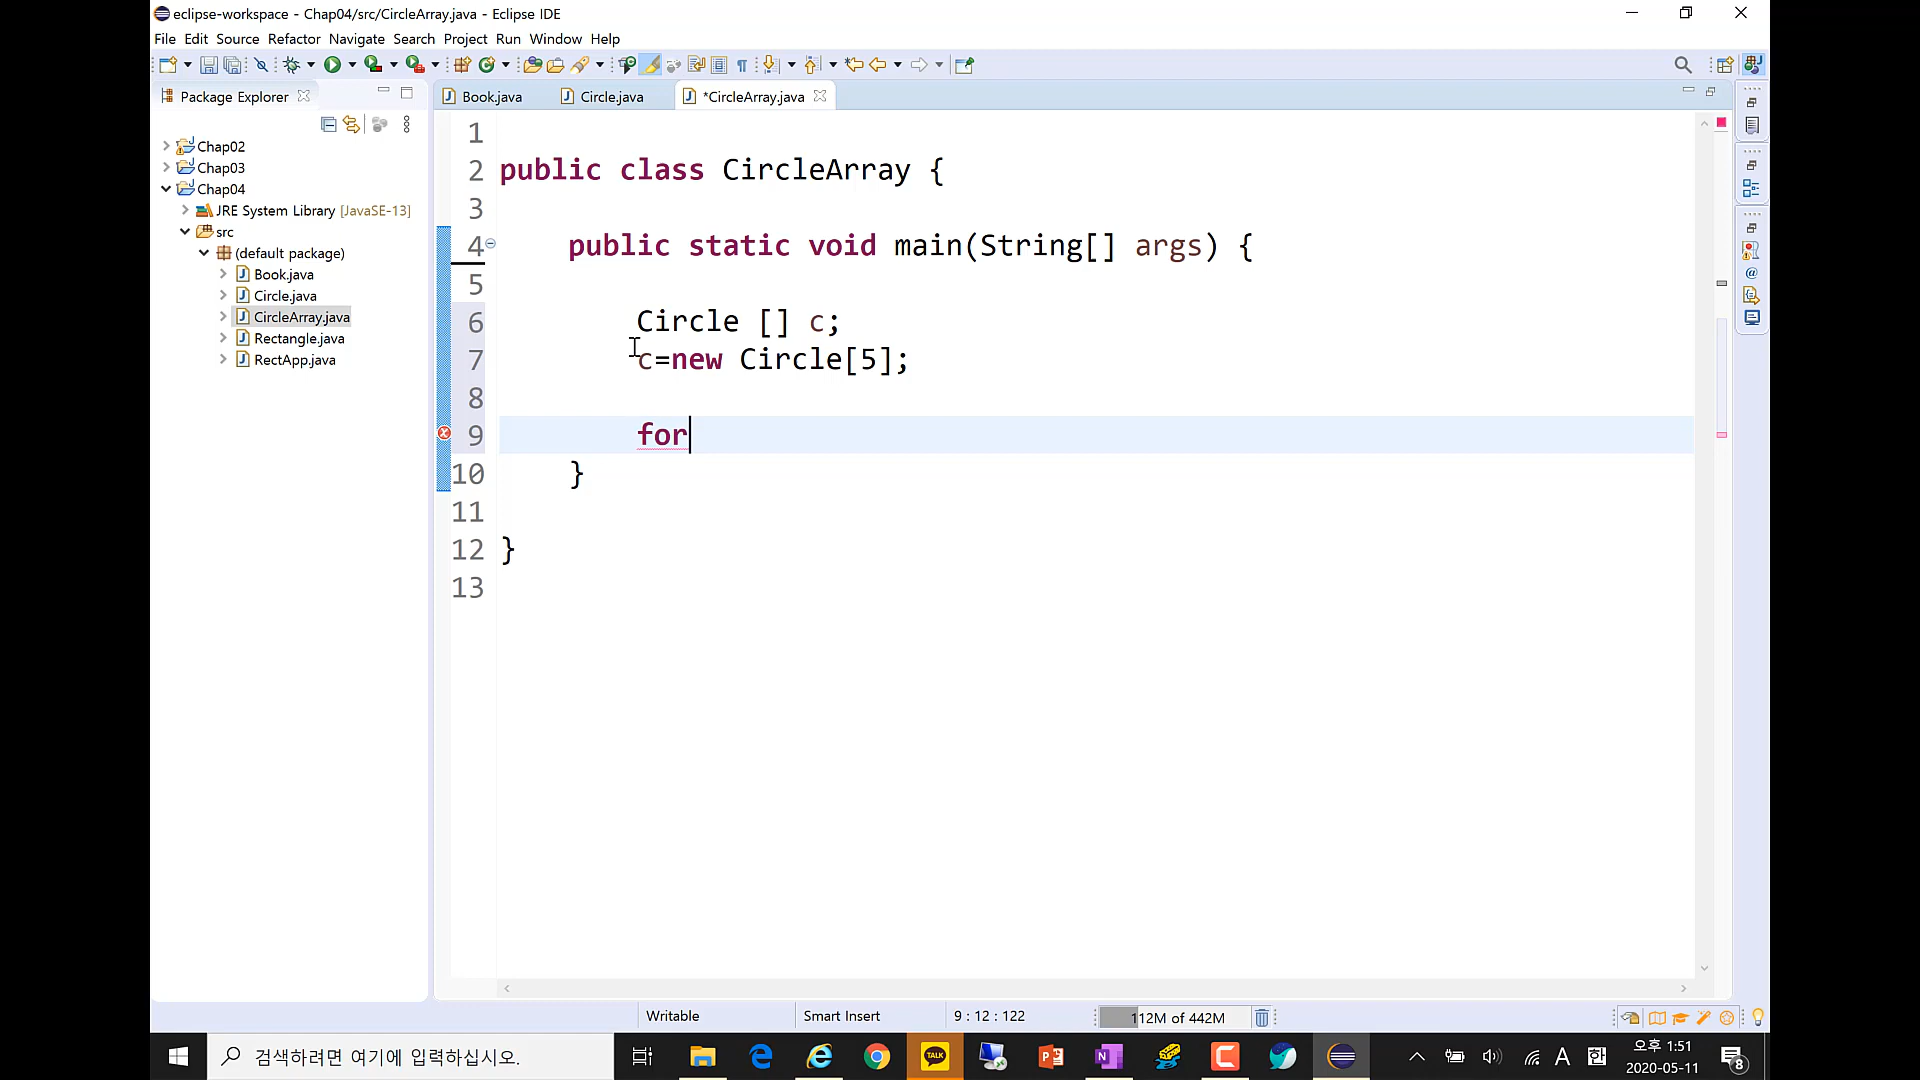 eclipse-workspace - Chap04/src/CircleArray.java - Eclipse IDE
File Edit Source Refactor Navigate Search Project Run Window Help
Package Explorer
Book.java Circle.java *CircleArray.java
Chap02
Chap03
Chap04
JRE System Library [JavaSE-13]
src
(default package)
Book.java
Circle.java
CircleArray.java
Rectangle.java
RectApp.java
1
2 public class CircleArray {
3
4 public static void main(String[] args) {
5
6 Circle [] c;
7 c=new Circle[5];
8
9 for
10 }
11
12 }
13
Writable Smart Insert 9 : 12 : 122 112M of 442M
검색하려면 여기에 입력하십시오.
TALK
A 한
오후 1:51
2020-05-11
8